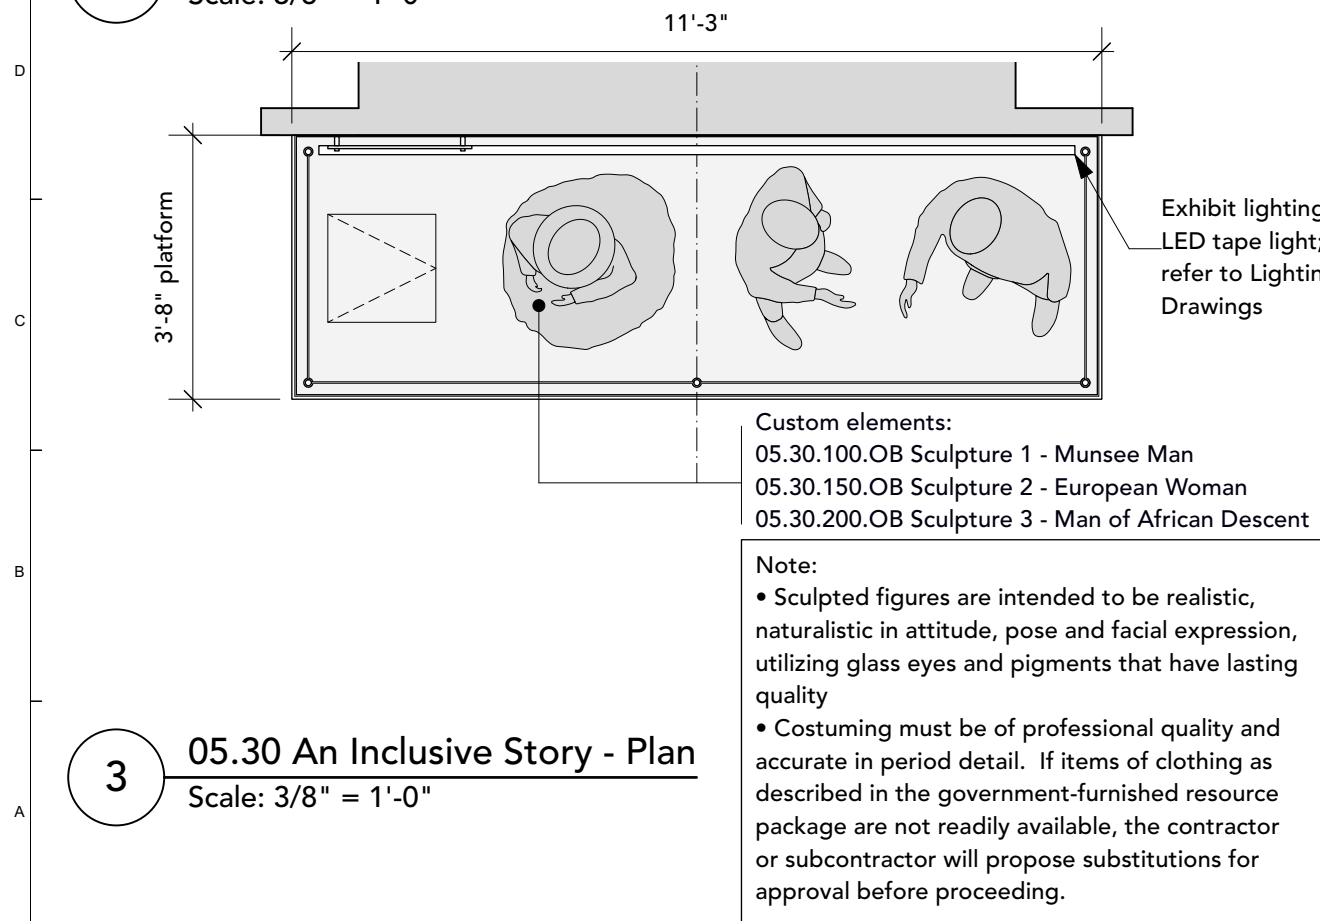 11'-3"
D
3'-8" platform
Exhibit lighting
LED tape light;
refer to Lightin
Drawings
C
Custom elements:
05.30.100.OB Sculpture 1 - Munsee Man
05.30.150.OB Sculpture 2 - European Woman
05.30.200.OB Sculpture 3 - Man of African Descent
B
Note:
• Sculpted figures are intended to be realistic,
naturalistic in attitude, pose and facial expression,
utilizing glass eyes and pigments that have lasting
quality
• Costuming must be of professional quality and
accurate in period detail.  If items of clothing as
described in the government-furnished resource
package are not readily available, the contractor
or subcontractor will propose substitutions for
approval before proceeding.
3
05.30 An Inclusive Story - Plan
Scale: 3/8" = 1'-0"
A